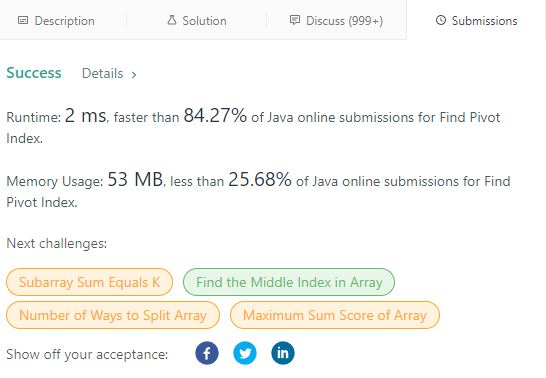 Description Solution Discuss (999+) Submissions
Success Details ›
Runtime: 2 ms, faster than 84.27% of Java online submissions for Find Pivot
Index.
Memory Usage: 53 MB, less than 25.68% of Java online submissions for Find
Pivot Index.
Next challenges:
Subarray Sum Equals K Find the Middle Index in Array
Number of Ways to Split Array Maximum Sum Score of Array
Show off your acceptance: f in